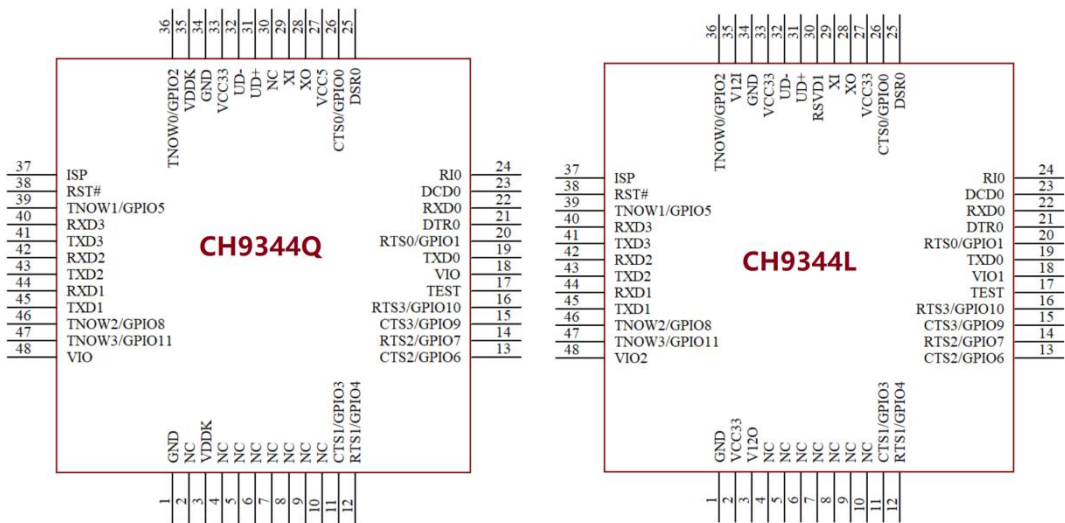 36 35 34 33 32 31 30 29 28 27 26 25
TNOW0/GPIO2
VDDK
GND
VCC33
UD-
UD+
NC
XI
XO
VCC5
CTS0/GPIO0
DSR0
37 ISP
38 RST#
39 TNOW1/GPIO5
40 RXD3
41 TXD3
42 RXD2
43 TXD2
44 RXD1
45 TXD1
46 TNOW2/GPIO8
47 TNOW3/GPIO11
48 VIO
CH9344Q
RI0 24
DCD0 23
RXD0 22
DTR0 21
RTS0/GPIO1 20
TXD0 19
VIO 18
TEST 17
RTS3/GPIO10 16
CTS3/GPIO9 15
RTS2/GPIO7 14
CTS2/GPIO6 13
GND
NC
VDDK
NC
NC
NC
NC
NC
NC
NC
CTS1/GPIO3
RTS1/GPIO4
1 2 3 4 5 6 7 8 9 10 11 12
36 35 34 33 32 31 30 29 28 27 26 25
TNOW0/GPIO2
V12I
GND
VCC33
UD-
UD+
RSVD1
XI
XO
VCC33
CTS0/GPIO0
DSR0
37 ISP
38 RST#
39 TNOW1/GPIO5
40 RXD3
41 TXD3
42 RXD2
43 TXD2
44 RXD1
45 TXD1
46 TNOW2/GPIO8
47 TNOW3/GPIO11
48 VIO2
CH9344L
RI0 24
DCD0 23
RXD0 22
DTR0 21
RTS0/GPIO1 20
TXD0 19
VIO1 18
TEST 17
RTS3/GPIO10 16
CTS3/GPIO9 15
RTS2/GPIO7 14
CTS2/GPIO6 13
GND
VCC33
V12O
NC
NC
NC
NC
NC
NC
NC
CTS1/GPIO3
RTS1/GPIO4
1 2 3 4 5 6 7 8 9 10 11 12